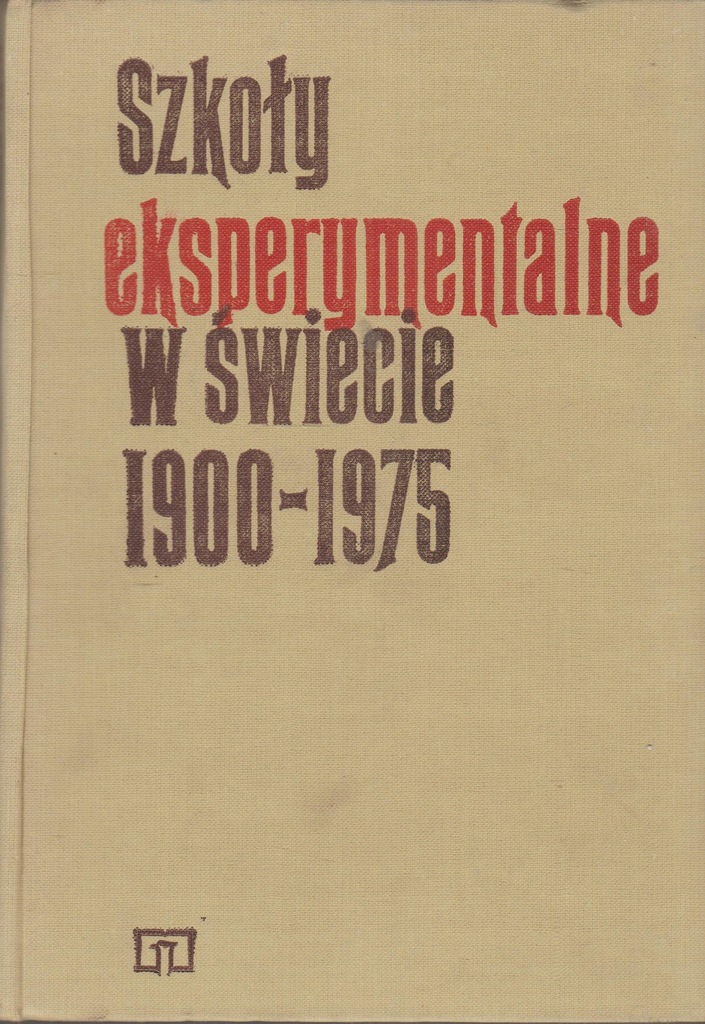 Szkoły
eksperymentalne
w świecie
1900-1975